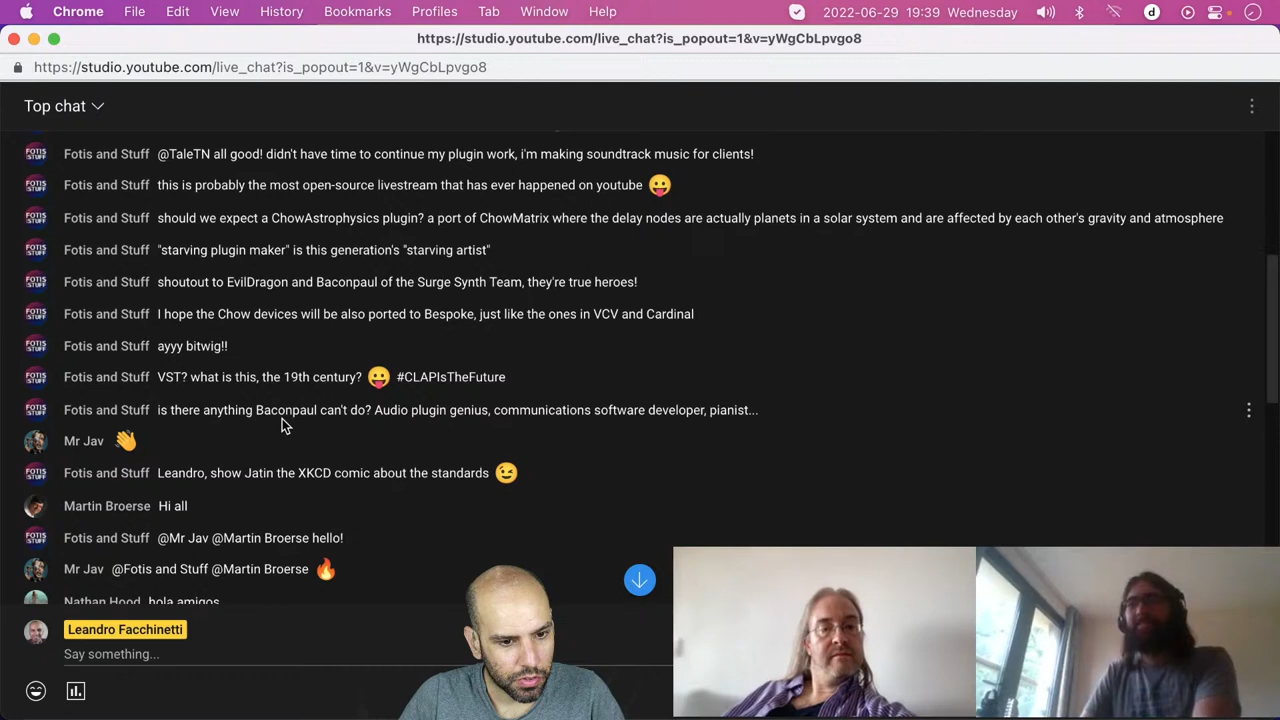 Chrome File Edit View History Bookmarks Profiles Tab Window Help 2022-06-29 19:39 Wednesday
https://studio.youtube.com/live_chat?is_popout=1&v=yWgCbLpvgo8
https://studio.youtube.com/live_chat?is_popout=1&v=yWgCbLpvgo8
Top chat
Fotis and Stuff @TaleTN all good! didn't have time to continue my plugin work, i'm making soundtrack music for clients!
Fotis and Stuff this is probably the most open-source livestream that has ever happened on youtube 😛
Fotis and Stuff should we expect a ChowAstrophysics plugin? a port of ChowMatrix where the delay nodes are actually planets in a solar system and are affected by each other's gravity and atmosphere
Fotis and Stuff "starving plugin maker" is this generation's "starving artist"
Fotis and Stuff shoutout to EvilDragon and Baconpaul of the Surge Synth Team, they're true heroes!
Fotis and Stuff I hope the Chow devices will be also ported to Bespoke, just like the ones in VCV and Cardinal
Fotis and Stuff ayyy bitwig!!
Fotis and Stuff VST? what is this, the 19th century? 😛 #CLAPIsTheFuture
Fotis and Stuff is there anything Baconpaul can't do? Audio plugin genius, communications software developer, pianist...
Mr Jav 👋
Fotis and Stuff Leandro, show Jatin the XKCD comic about the standards 😉
Martin Broerse Hi all
Fotis and Stuff @Mr Jav @Martin Broerse hello!
Mr Jav @Fotis and Stuff @Martin Broerse 🔥
Nathan Hood hola amigos
Leandro Facchinetti
Say something...